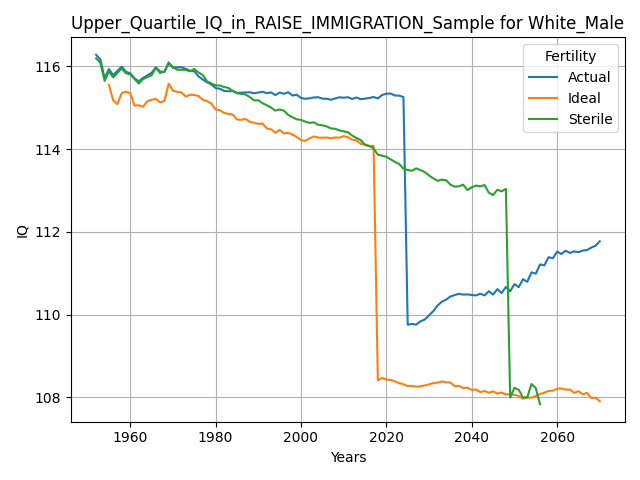 Upper_Quartile_IQ_in_RAISE_IMMIGRATION_Sample for White_Male
Fertility
Actual
Ideal
Sterile
116
114
112
110
108
IQ
1960
1980
2000
2020
2040
2060
Years